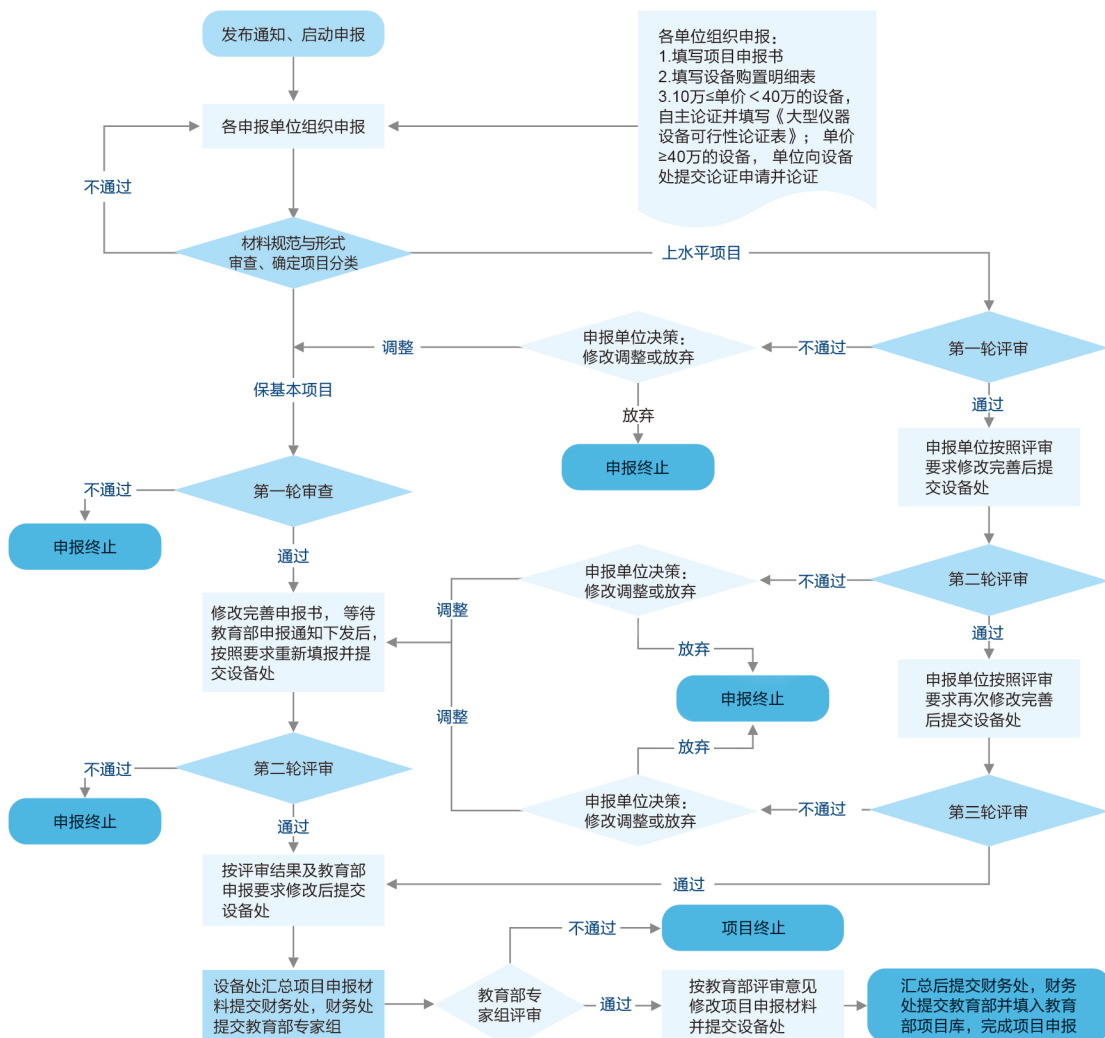 发布通知、启动申报
各单位组织申报：
1.填写项目申报书
2.填写设备购置明细表
3.10万≤单价＜40万的设备，
自主论证并填写《大型仪器
设备可行性论证表》； 单价
≥40万的设备， 单位向设备
处提交论证申请并论证
各申报单位组织申报
不通过
材料规范与形式
审查、确定项目分类
上水平项目
申报单位决策：
修改调整或放弃
调整
不通过
第一轮评审
保基本项目
放弃
通过
申报终止
申报单位按照评审
要求修改完善后提
交设备处
不通过
第一轮审查
申报终止
通过
申报单位决策：
修改调整或放弃
不通过
第二轮评审
修改完善申报书， 等待
教育部申报通知下发后，
按照要求重新填报并提
交设备处
调整
通过
放弃
申报终止
申报单位按照评审
要求再次修改完善
后提交设备处
调整
放弃
不通过
第二轮评审
申报终止
申报单位决策：
修改调整或放弃
不通过
第三轮评审
通过
按评审结果及教育部
申报要求修改后提交
设备处
通过
不通过
项目终止
设备处汇总项目申报材
料提交财务处，财务处
提交教育部专家组
教育部专
家组评审
通过
按教育部评审意见
修改项目申报材料
并提交设备处
汇总后提交财务处，财务
处提交教育部并填入教育
部项目库，完成项目申报